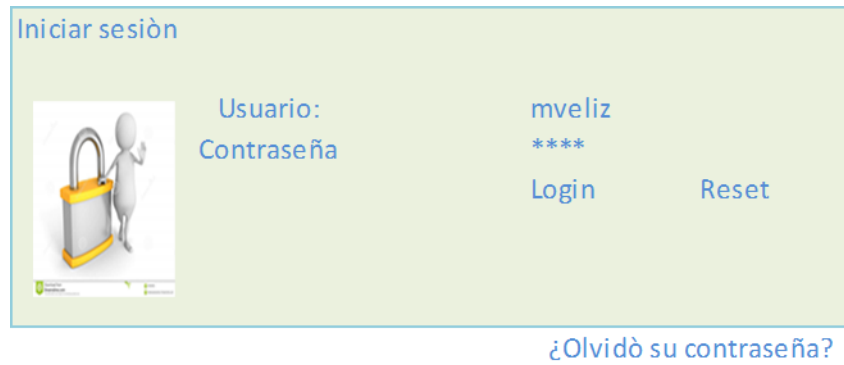 Iniciar sesiòn
Usuario: mveliz
Contraseña ****
Login Reset
¿Olvidò su contraseña?